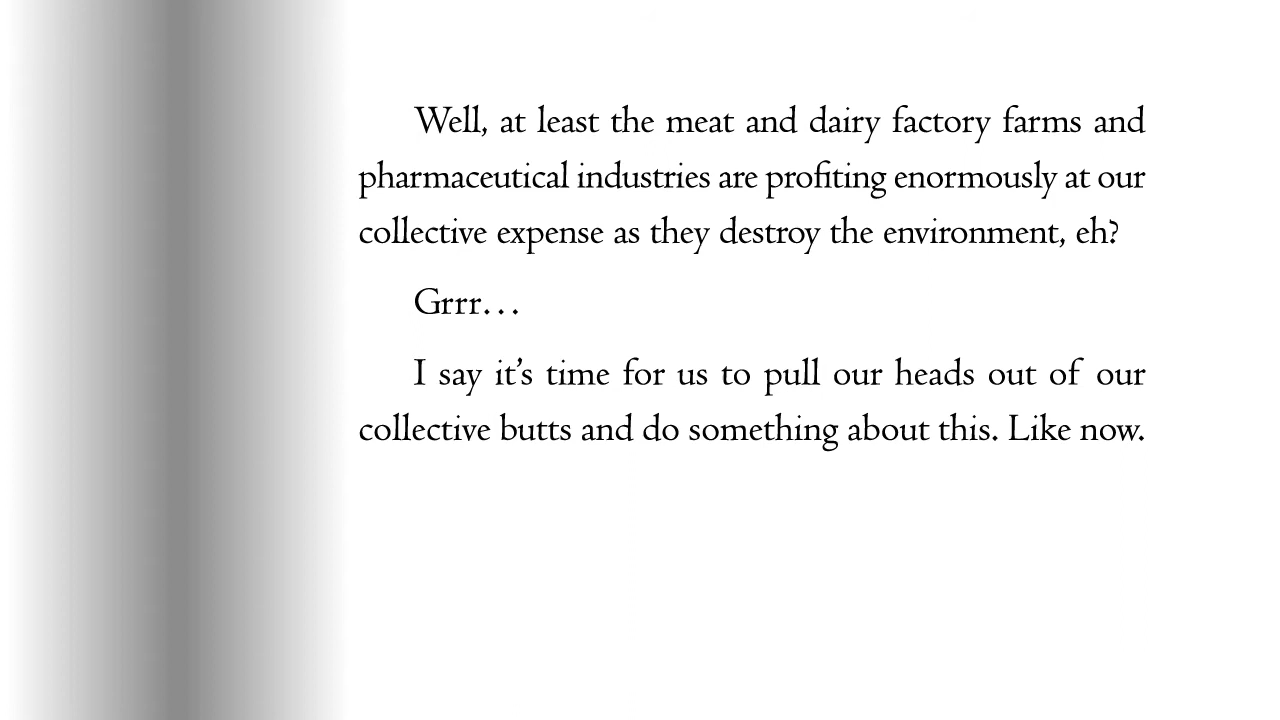 Well, at least the meat and dairy factory farms and
pharmaceutical industries are profiting enormously at our
collective expense as they destroy the environment, eh?
Grrr…
I say it’s time for us to pull our heads out of our
collective butts and do something about this. Like now.